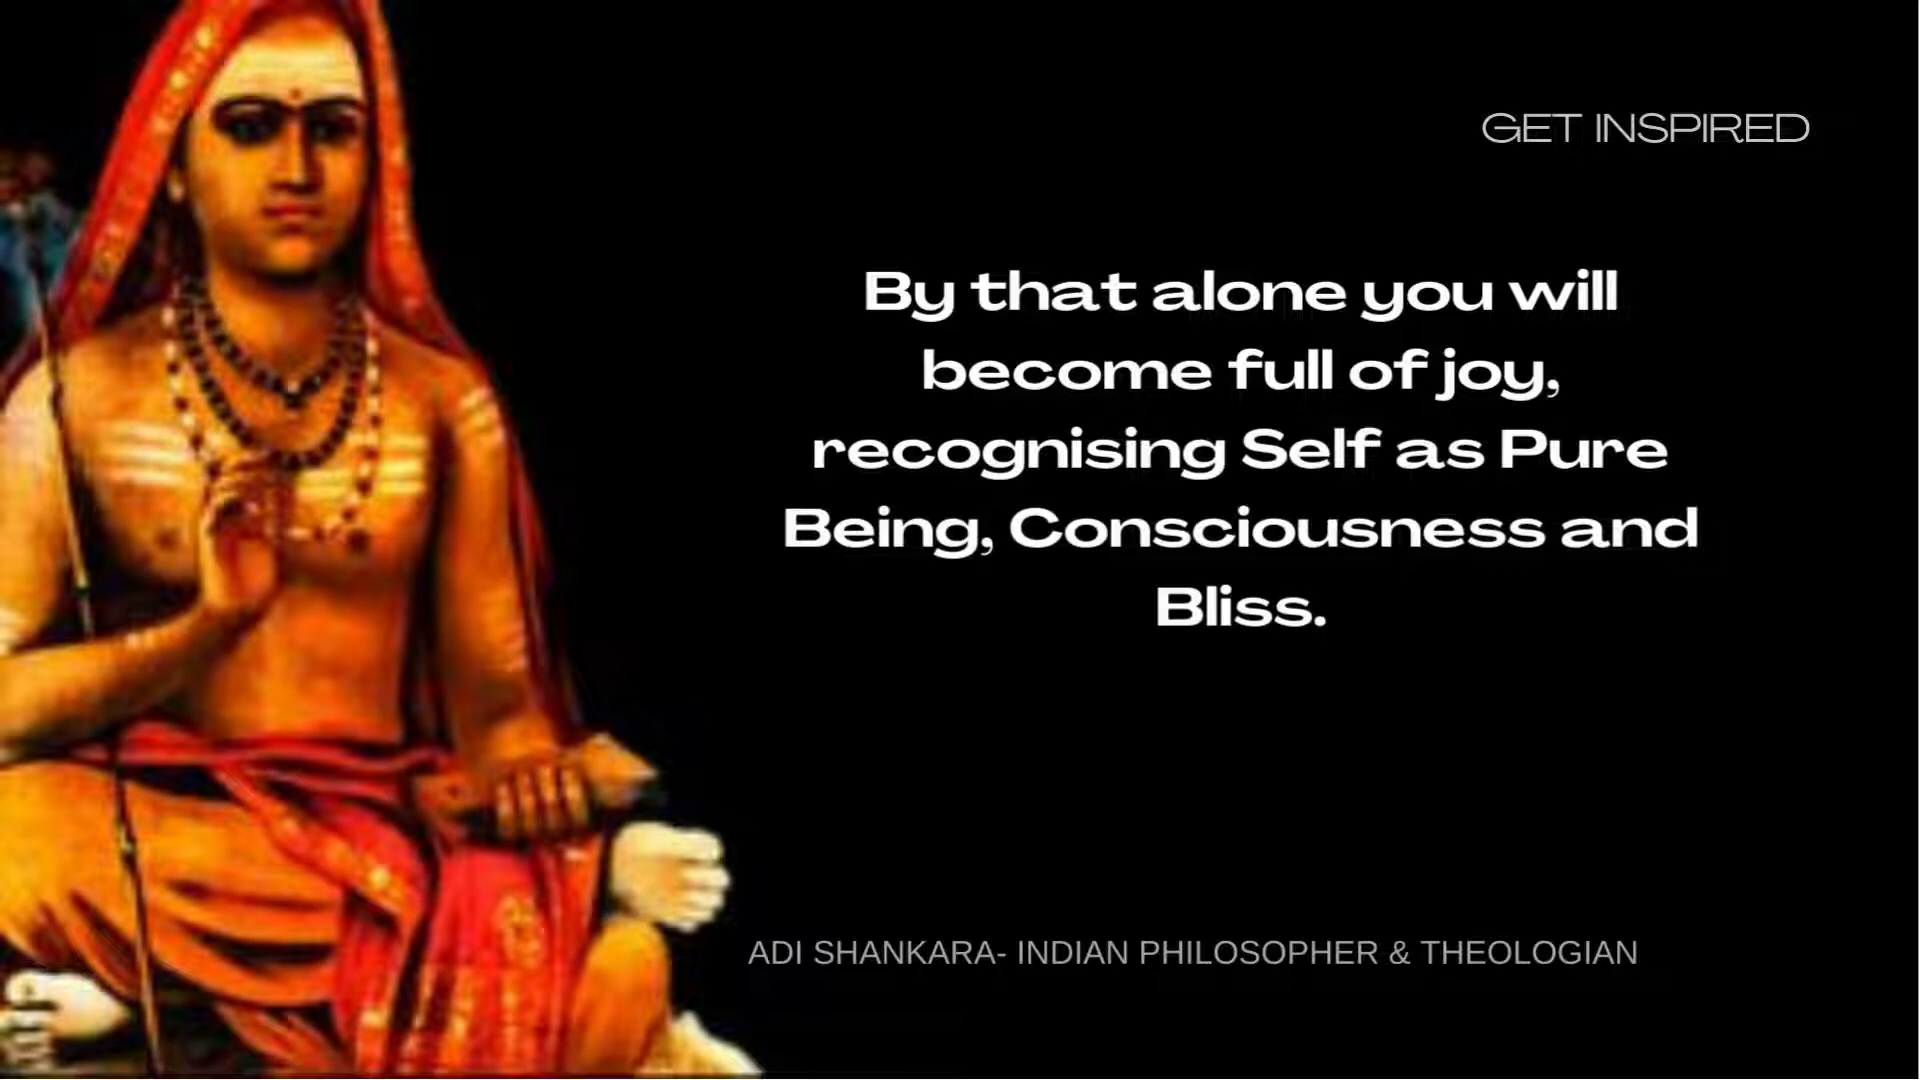 GET INSPIRED
By that alone you will
become full of joy,
recognising Self as Pure
Being, Consciousness and
Bliss.
ADI SHANKARA- INDIAN PHILOSOPHER & THEOLOGIAN